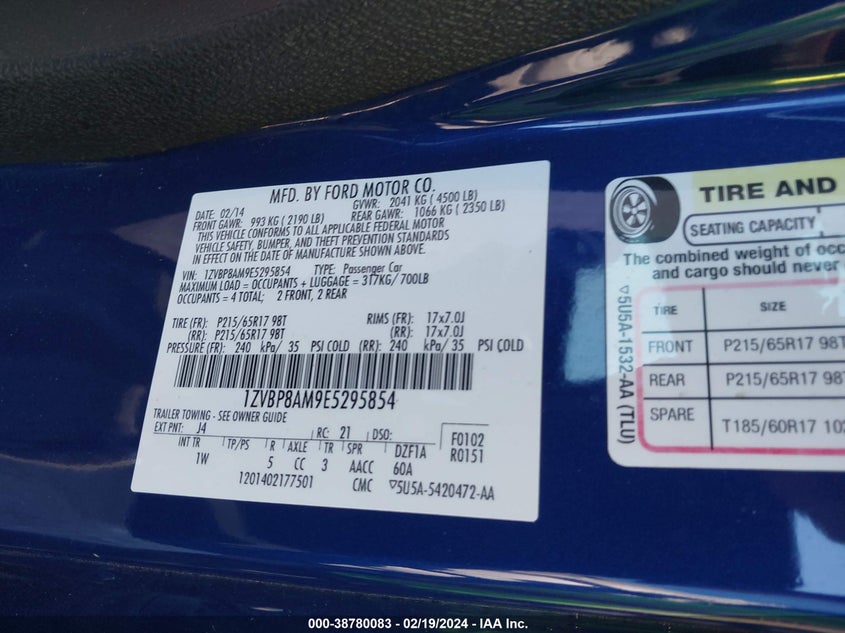 MFD. BY FORD MOTOR CO.
DATE: 02/14 GVWR: 2041 KG ( 4500 LB)
FRONT GAWR: 993 KG ( 2190 LB) REAR GAWR: 1066 KG ( 2350 LB)
THIS VEHICLE CONFORMS TO ALL APPLICABLE FEDERAL MOTOR
VEHICLE SAFETY, BUMPER, AND THEFT PREVENTION STANDARDS
IN EFFECT ON THE DATE OF MANUFACTURE SHOWN ABOVE.
VIN: 1ZVBP8AM9E5295854 TYPE: Passenger Car
MAXIMUM LOAD = OCCUPANTS + LUGGAGE = 317KG/ 700LB
OCCUPANTS = 4 TOTAL; 2 FRONT, 2 REAR
TIRE (FR): P215/65R17 98T RIMS (FR): 17x7.0J
(RR): P215/65R17 98T (RR): 17x7.0J
PRESSURE (FR): 240 kPa/ 35 PSI COLD (RR): 240 kPa/ 35 PSI COLD
1ZVBP8AM9E5295854
TRAILER TOWING - SEE OWNER GUIDE
EXT PNT: J4 RC: 21 DSO: F0102
INT TR TP/PS R AXLE TR SPR DZF1A R0151
1W 5 CC 3 AACC 60A
1201402177501 CMC ▽5U5A-5420472-AA
TIRE AND
SEATING CAPACITY
The combined weight of occ
and cargo should never
TIRE SIZE
FRONT P215/65R17 98T
REAR P215/65R17 98T
SPARE T185/60R17 102
▽5U5A-1532-AA (TLU)
000-38780083 - 02/19/2024 - IAA Inc.